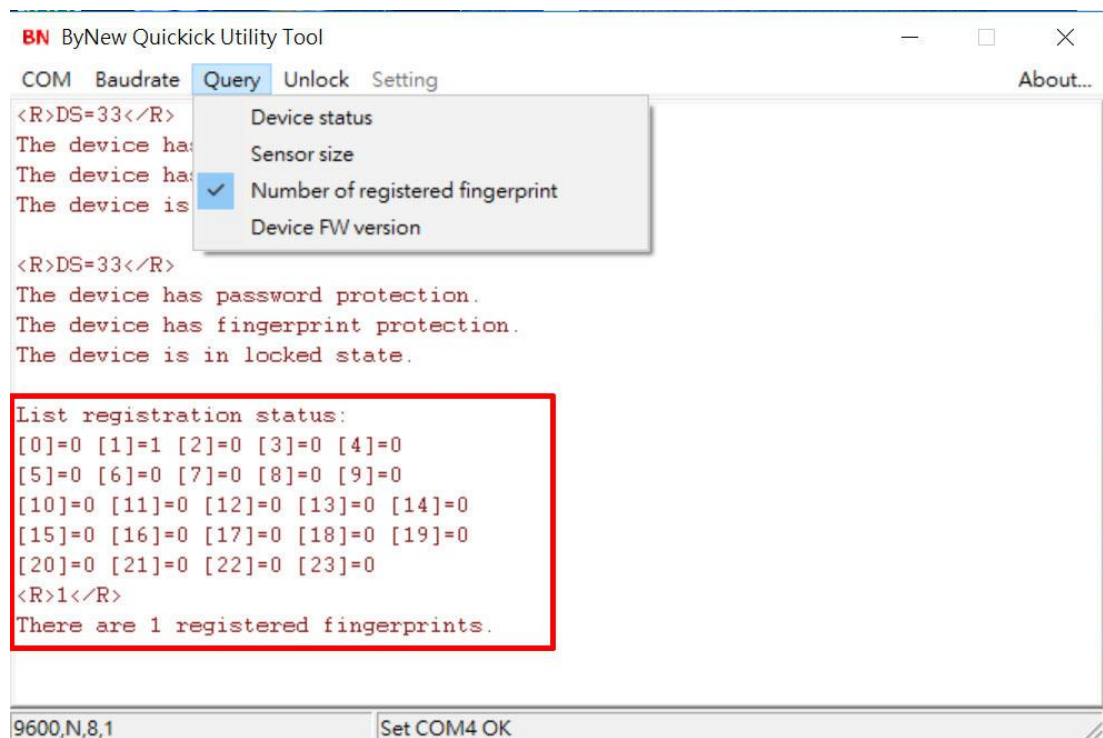 BN ByNew Quickick Utility Tool
COM Baudrate Query Unlock Setting About...
Device status
Sensor size
Number of registered fingerprint
Device FW version
<R>DS=33</R>
The device has
The device has
The device is
<R>DS=33</R>
The device has password protection.
The device has fingerprint protection.
The device is in locked state.
List registration status:
[0]=0 [1]=1 [2]=0 [3]=0 [4]=0
[5]=0 [6]=0 [7]=0 [8]=0 [9]=0
[10]=0 [11]=0 [12]=0 [13]=0 [14]=0
[15]=0 [16]=0 [17]=0 [18]=0 [19]=0
[20]=0 [21]=0 [22]=0 [23]=0
<R>1</R>
There are 1 registered fingerprints.
9600,N,8,1
Set COM4 OK